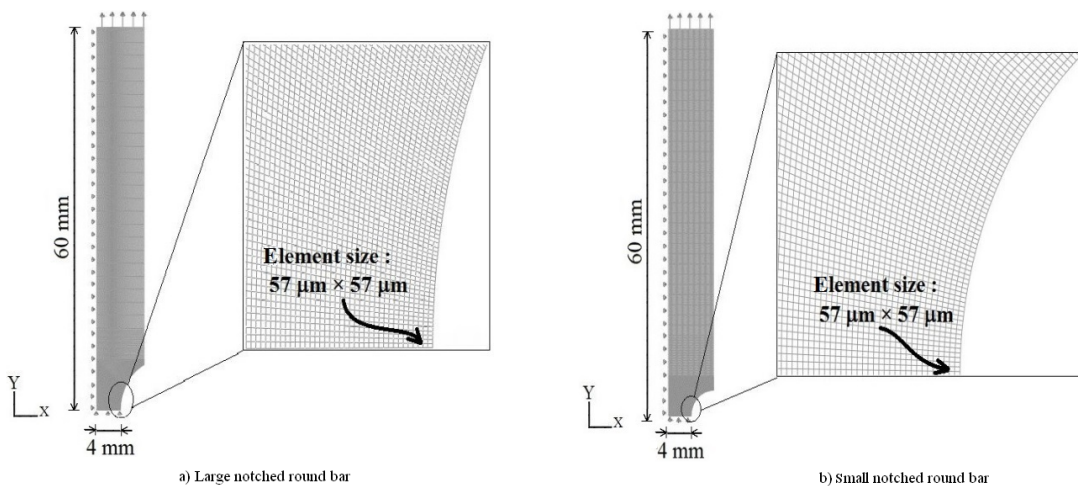 60 mm
Element size :
57 µm × 57 µm
Y
X
4 mm
a) Large notched round bar
60 mm
Element size :
57 µm × 57 µm
Y
X
4 mm
b) Small notched round bar